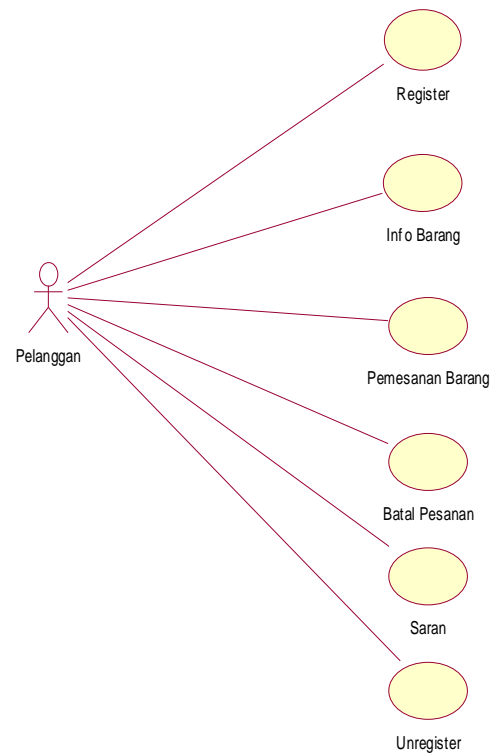 Register
Info Barang
Pelanggan
Pemesanan Barang
Batal Pesanan
Saran
Unregister